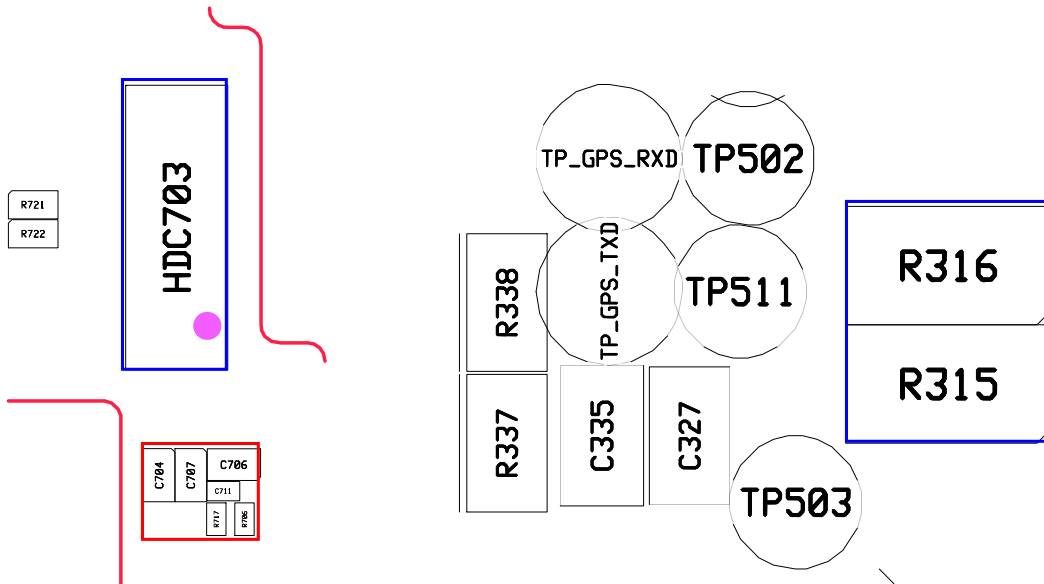 TP_GPS_RXD
TP502
HDC703
R721
R722
TP_GPS_TXD
TP511
R316
R338
R315
R337
C335
C327
C704
C707
C706
C711
R717
R706
TP503